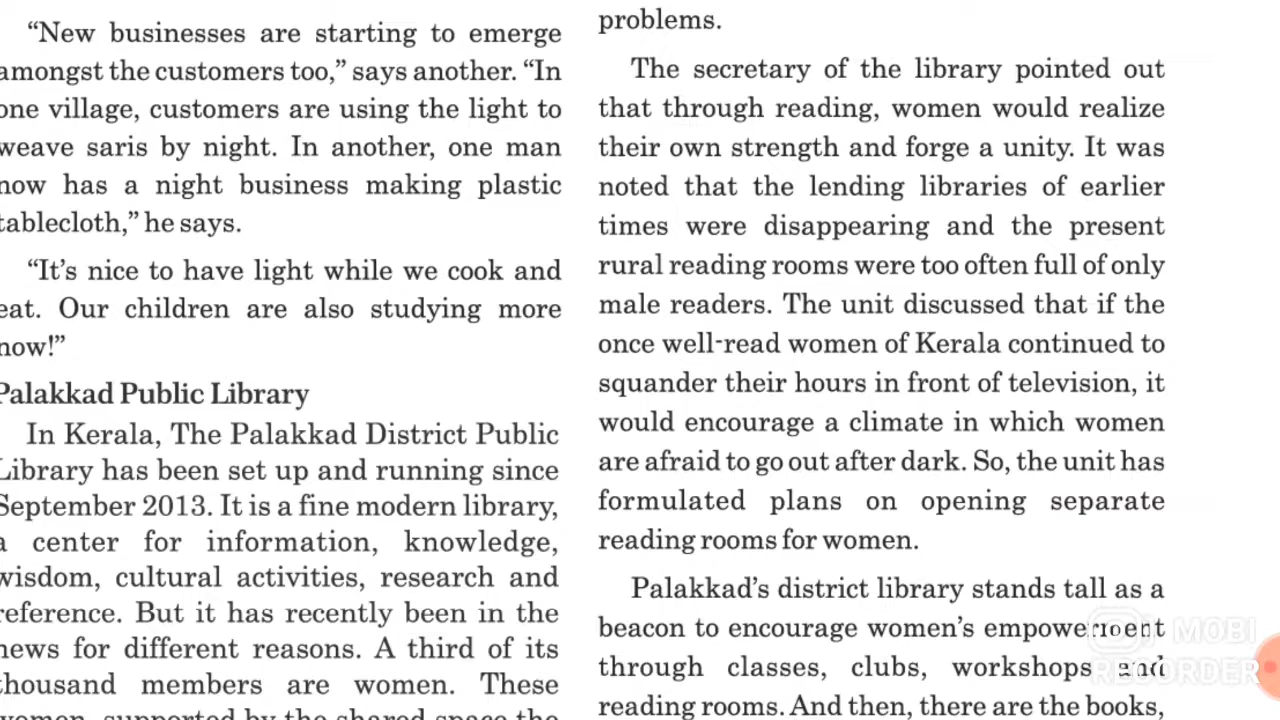 “New businesses are starting to emerge
amongst the customers too,” says another. “In
one village, customers are using the light to
weave saris by night. In another, one man
now has a night business making plastic
tablecloth,” he says.
“It’s nice to have light while we cook and
eat. Our children are also studying more
now!”
Palakkad Public Library
In Kerala, The Palakkad District Public
Library has been set up and running since
September 2013. It is a fine modern library,
a center for information, knowledge,
wisdom, cultural activities, research and
reference. But it has recently been in the
news for different reasons. A third of its
thousand members are women. These
women, supported by the shared space the
problems.
The secretary of the library pointed out
that through reading, women would realize
their own strength and forge a unity. It was
noted that the lending libraries of earlier
times were disappearing and the present
rural reading rooms were too often full of only
male readers. The unit discussed that if the
once well-read women of Kerala continued to
squander their hours in front of television, it
would encourage a climate in which women
are afraid to go out after dark. So, the unit has
formulated plans on opening separate
reading rooms for women.
Palakkad’s district library stands tall as a
beacon to encourage women’s empowerment
through classes, clubs, workshops and
reading rooms. And then, there are the books,
MOBI
RECORDER